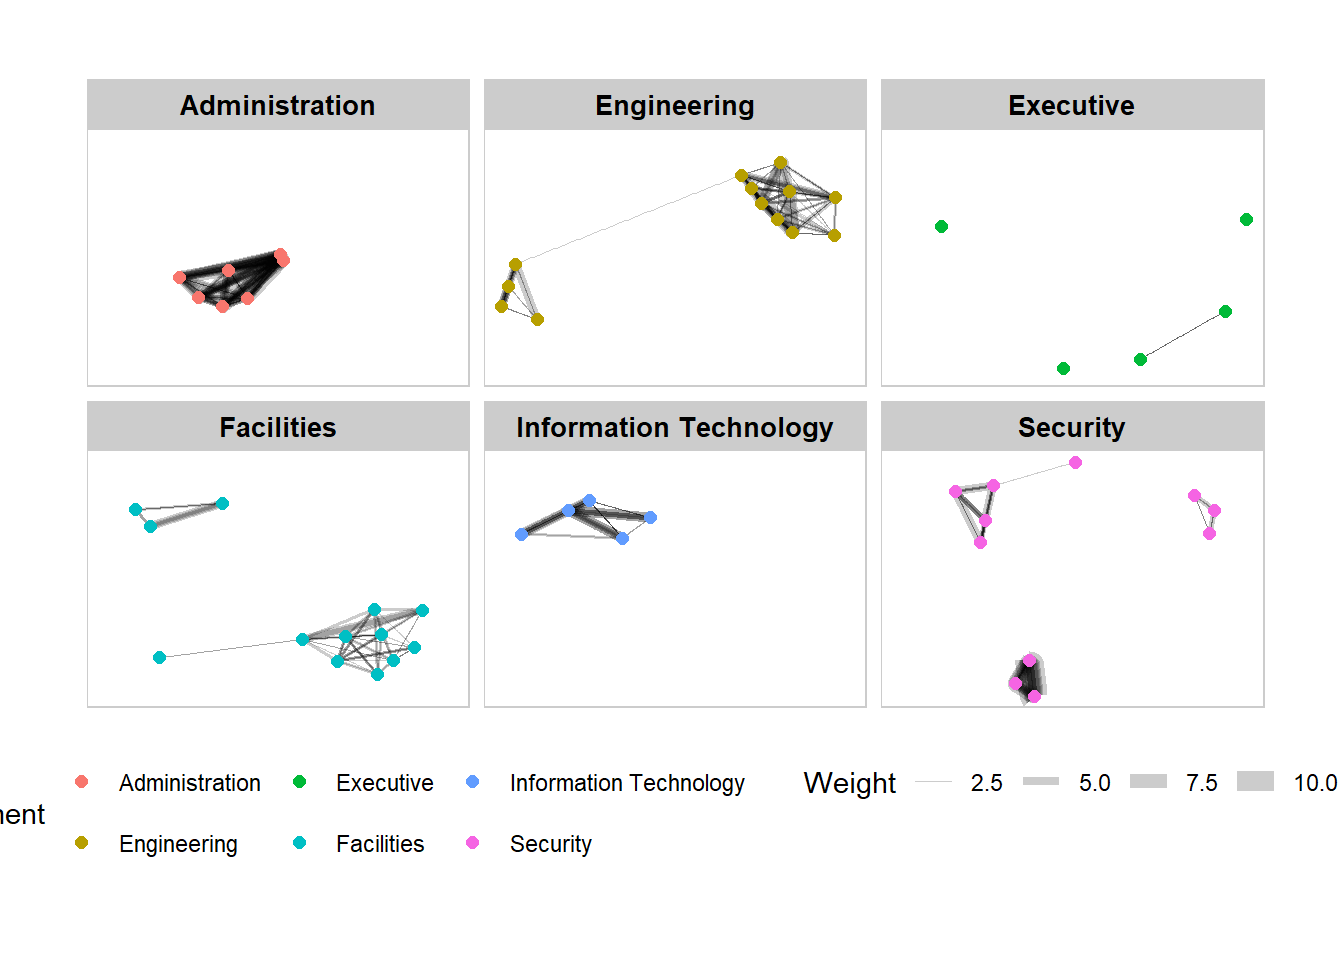 Administration
Engineering
Executive
Facilities
Information Technology
Security
Administration
Executive
Information Technology
Engineering
Facilities
Security
Weight
2.5
5.0
7.5
10.0